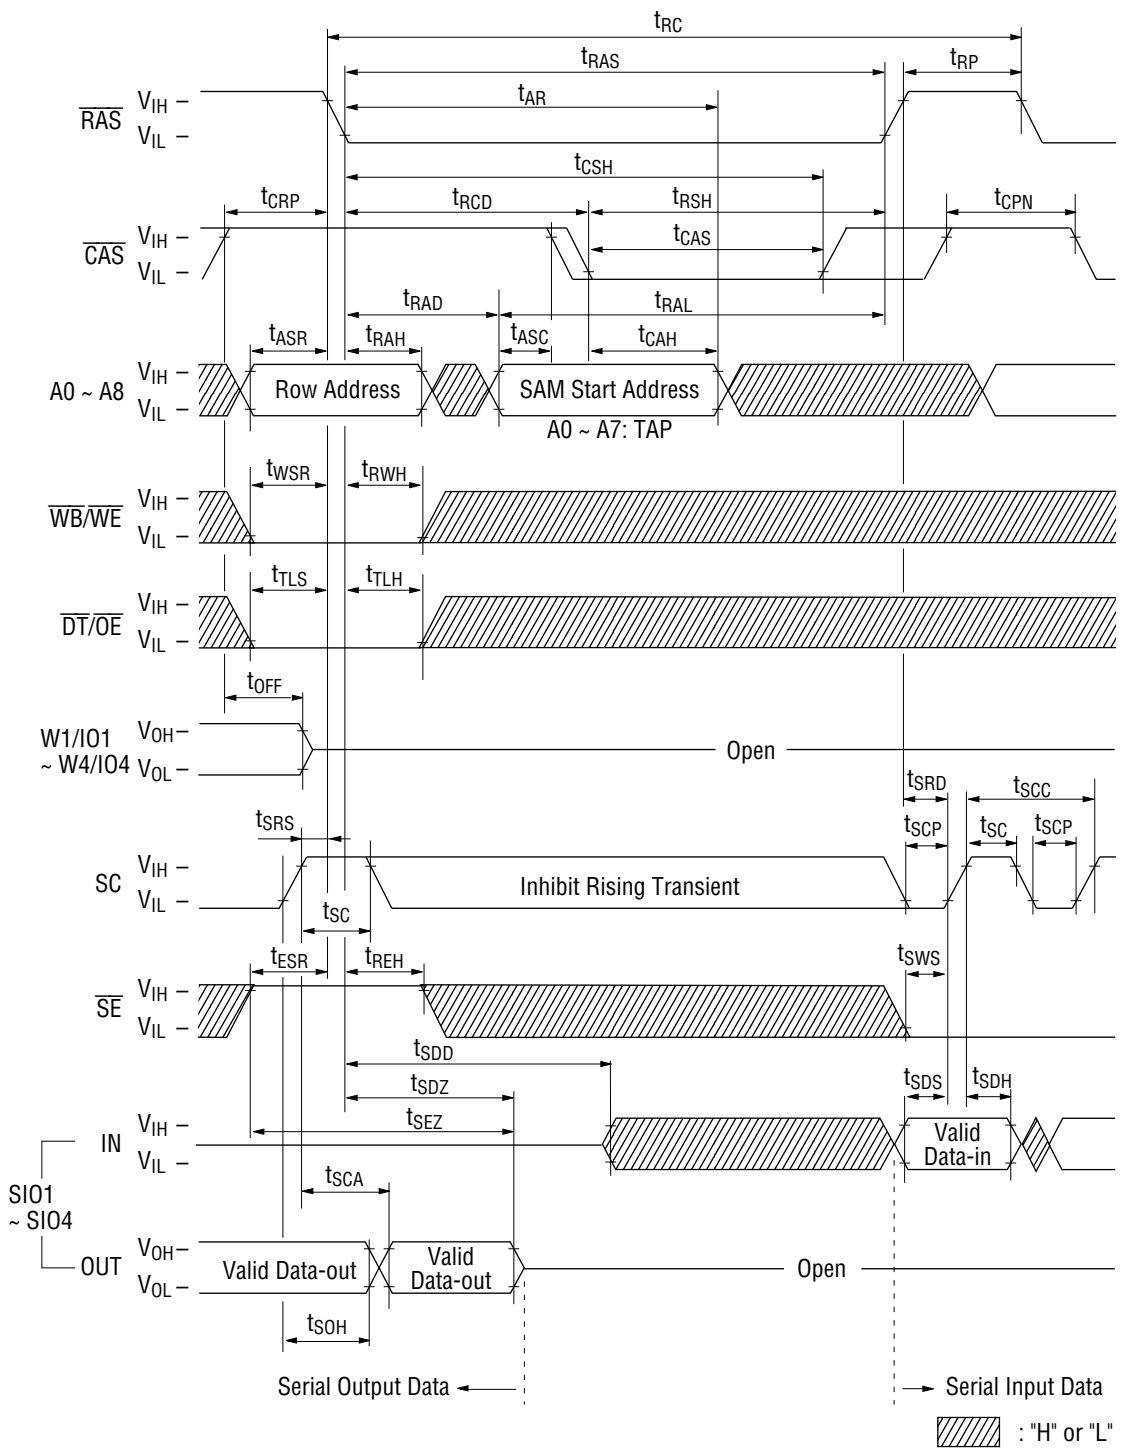 tRC
tRAS
tRP
tAR
RAS
VIH
VIL
tCSH
tCRP
tRCD
tRSH
tCPN
CAS
VIH
VIL
tCAS
tRAD
tRAL
tASR
tRAH
tASC
tCAH
A0 ~ A8
VIH
VIL
Row Address
SAM Start Address
A0 ~ A7: TAP
tWSR
tRWH
WB/WE
VIH
VIL
tTLS
tTLH
DT/OE
VIH
VIL
tOFF
W1/IO1
~ W4/IO4
VOH
VOL
Open
tSRD
tSCC
tSRS
tSCP
tSC
tSCP
SC
VIH
VIL
Inhibit Rising Transient
tSC
tESR
tREH
tSWS
SE
VIH
VIL
tSDD
tSDZ
tSDS
tSDH
tSEZ
IN
VIH
VIL
Valid
Data-in
tSCA
SIO1
~ SIO4
OUT
VOH
VOL
Valid Data-out
Valid
Data-out
Open
tSOH
Serial Output Data
Serial Input Data
: "H" or "L"